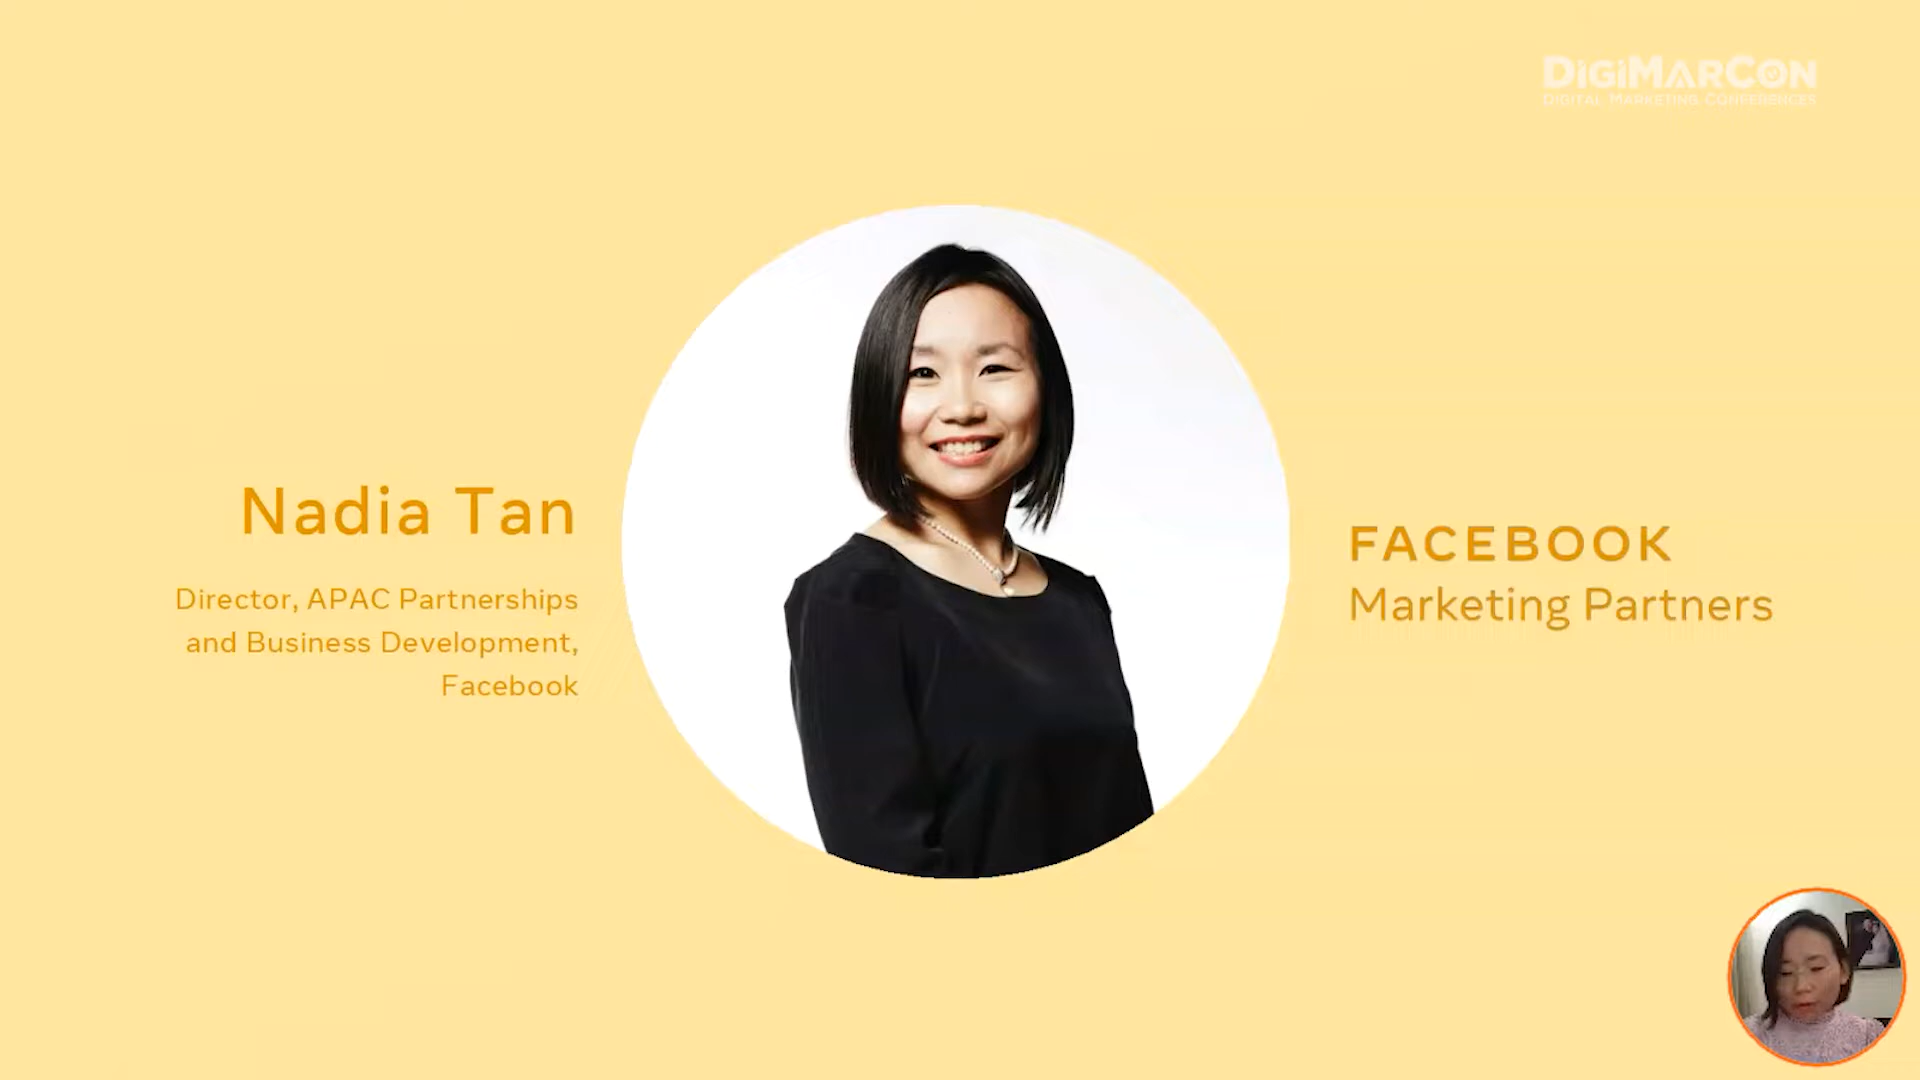 DIGIMARCON
DIGITAL MARKETING CONFERENCES
Nadia Tan
Director, APAC Partnerships
and Business Development,
Facebook
FACEBOOK
Marketing Partners